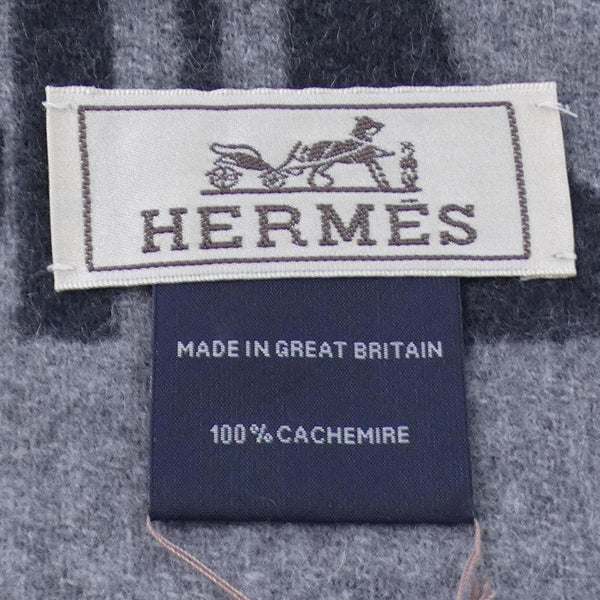 HERMÈS
MADE IN GREAT BRITAIN
100% CACHEMIRE